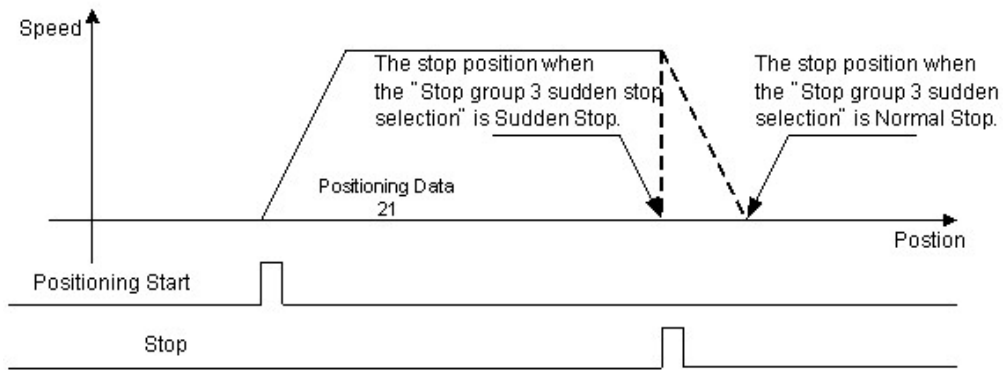 Speed
The stop position when
the "Stop group 3 sudden stop
selection" is Sudden Stop.
The stop position when
the "Stop group 3 sudden
selection" is Normal Stop.
Positioning Data
21
Postion
Positioning Start
Stop